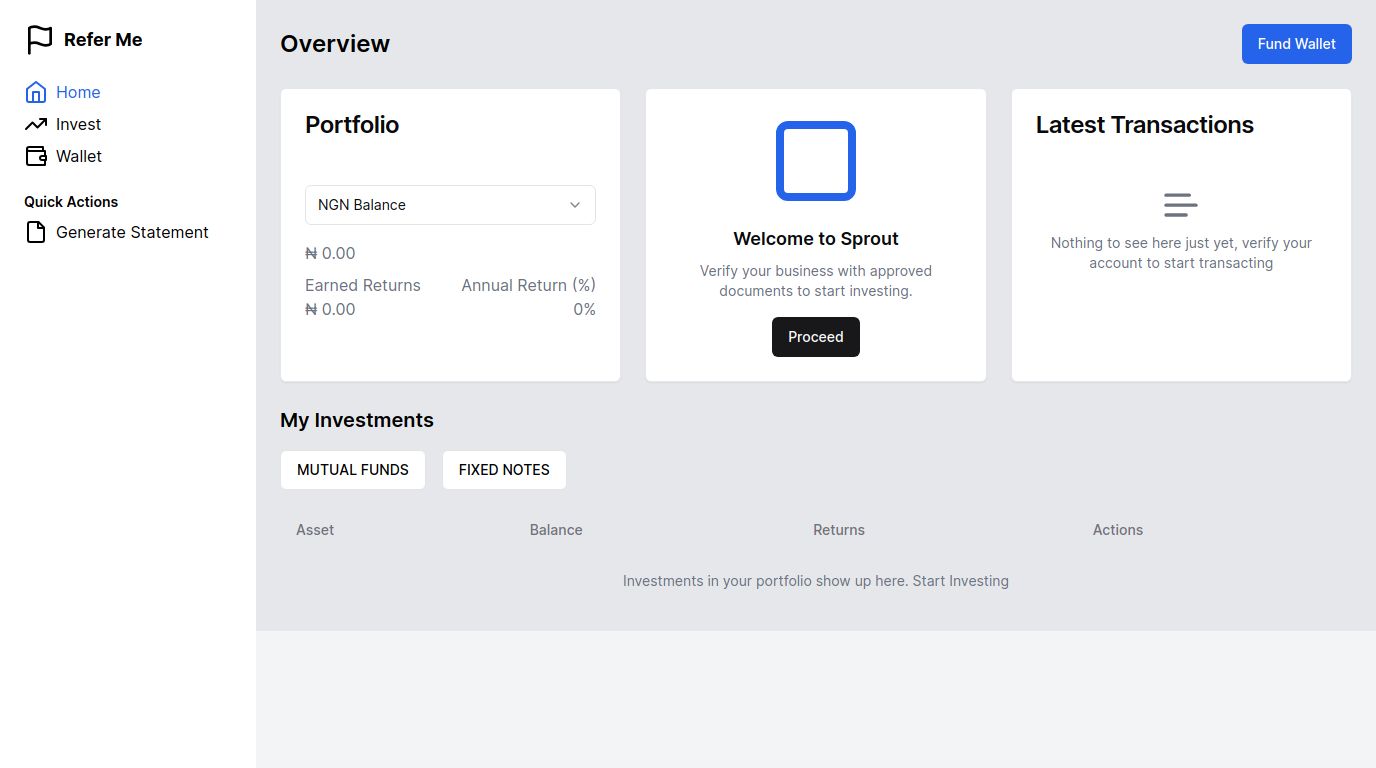 Refer Me
Home
Invest
Wallet
Quick Actions
Generate Statement
Overview
Fund Wallet
Portfolio
NGN Balance
₦ 0.00
Earned Returns
Annual Return (%)
₦ 0.00
0%
Welcome to Sprout
Verify your business with approved
documents to start investing.
Proceed
Latest Transactions
Nothing to see here just yet, verify your
account to start transacting
My Investments
MUTUAL FUNDS
FIXED NOTES
Asset
Balance
Returns
Actions
Investments in your portfolio show up here. Start Investing